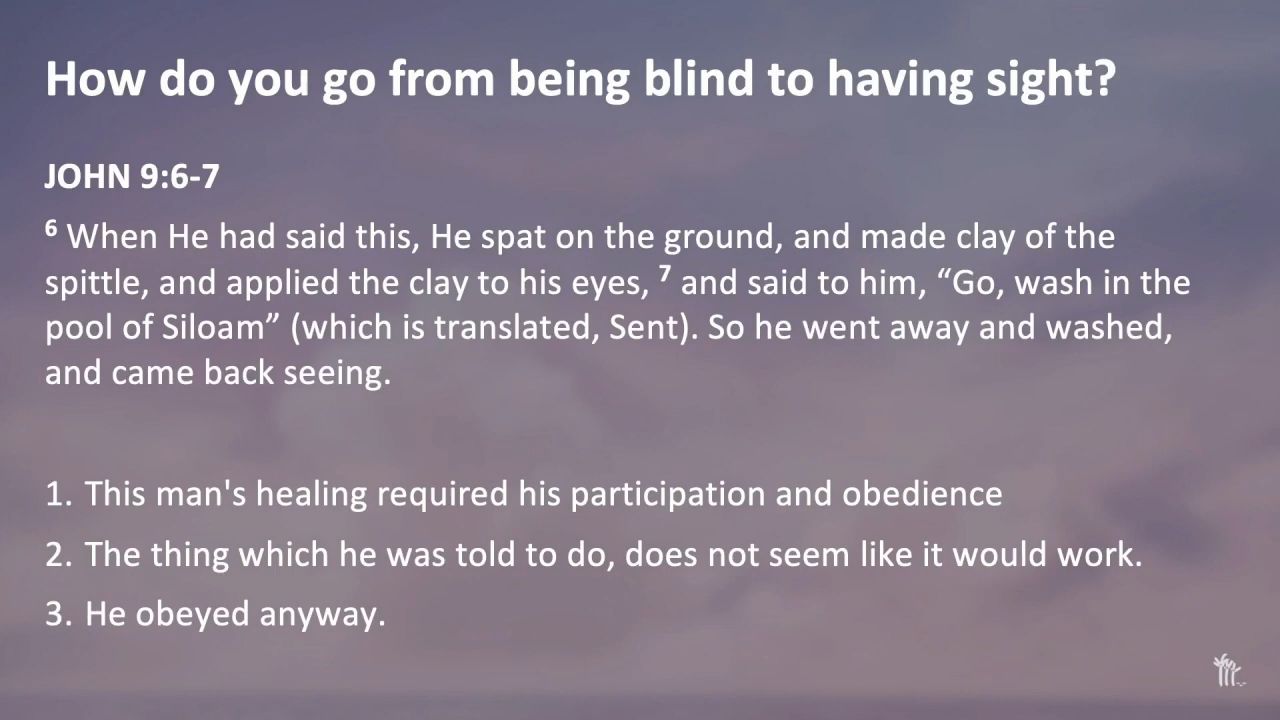 How do you go from being blind to having sight?
JOHN 9:6-7
6 When He had said this, He spat on the ground, and made clay of the
spittle, and applied the clay to his eyes, 7 and said to him, “Go, wash in the
pool of Siloam” (which is translated, Sent). So he went away and washed,
and came back seeing.
1. This man's healing required his participation and obedience
2. The thing which he was told to do, does not seem like it would work.
3. He obeyed anyway.